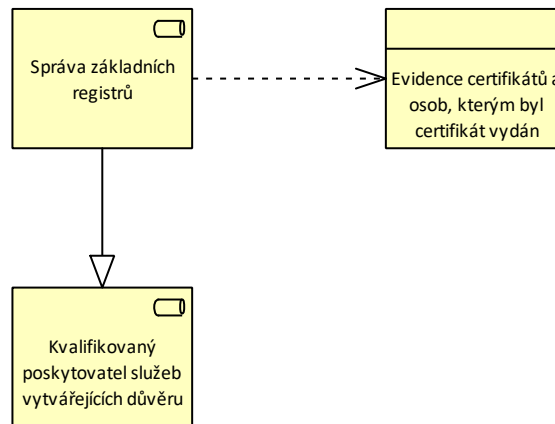 Správa základních
registrů
Evidence certifikátů a
osob, kterým byl
certifikát vydán
Kvalifikovaný
poskytovatel služeb
vytvářejících důvěru